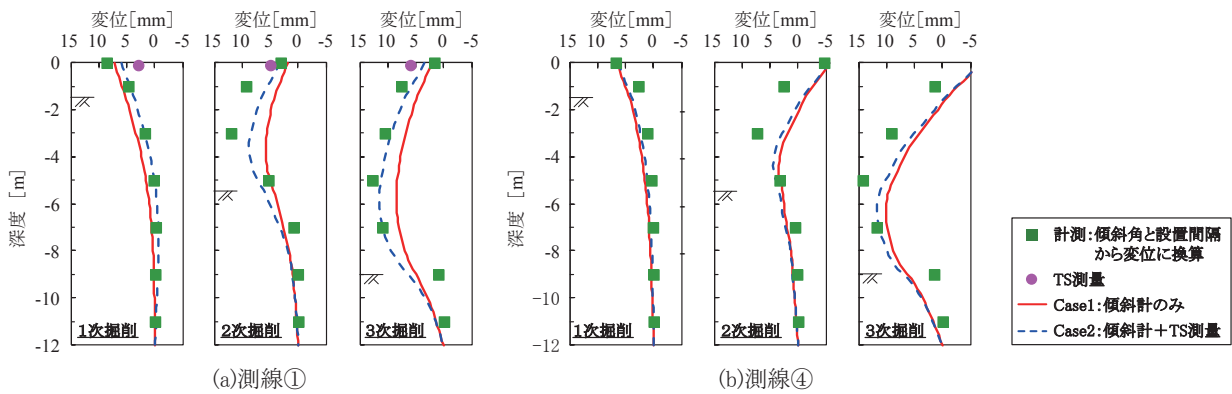 変位[mm]
変位[mm]
変位[mm]
変位[mm]
変位[mm]
変位[mm]
15 10 5 0 -5
15 10 5 0 -5
15 10 5 0 -5
15 10 5 0 -5
15 10 5 0 -5
15 10 5 0 -5
0
-2
-4
-6
-8
-10
-12
深度 [m]
1次掘削
2次掘削
3次掘削
(a)測線①
0
-2
-4
-6
-8
-10
-12
深度 [m]
1次掘削
2次掘削
3次掘削
(b)測線④
計測:傾斜角と設置間隔
から変位に換算
TS測量
Case1:傾斜計のみ
Case2:傾斜計+TS測量